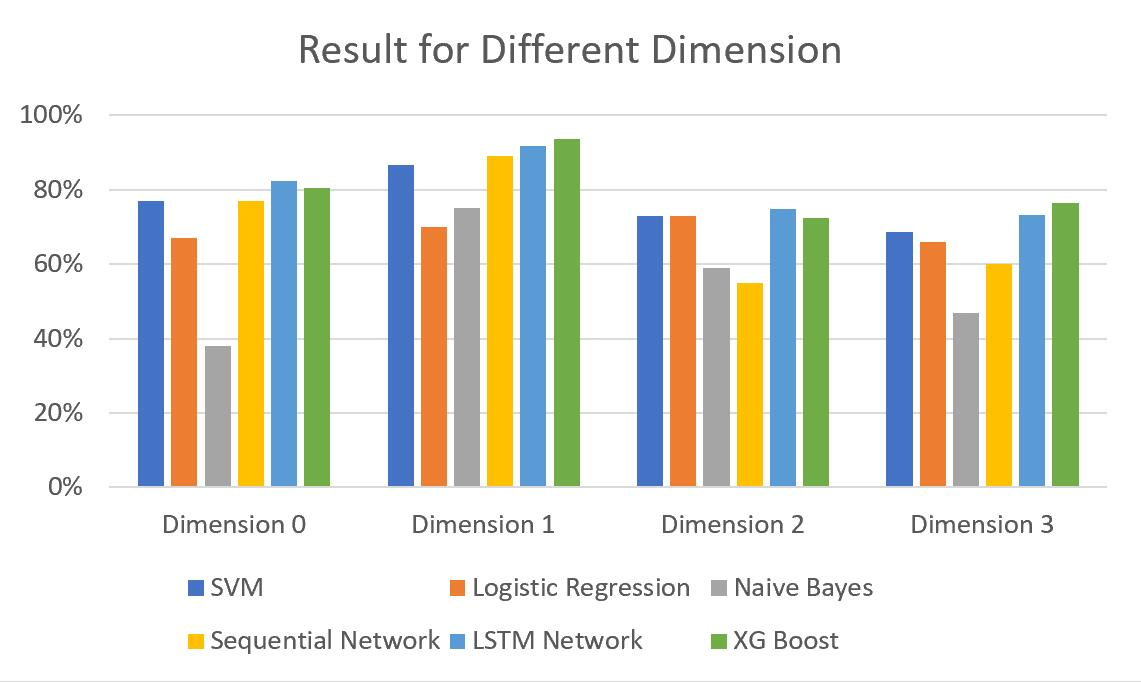 Result for Different Dimension
100%
80%
60%
40%
20%
0%
Dimension 0 Dimension 1 Dimension 2 Dimension 3
SVM Logistic Regression Naive Bayes
Sequential Network LSTM Network XG Boost